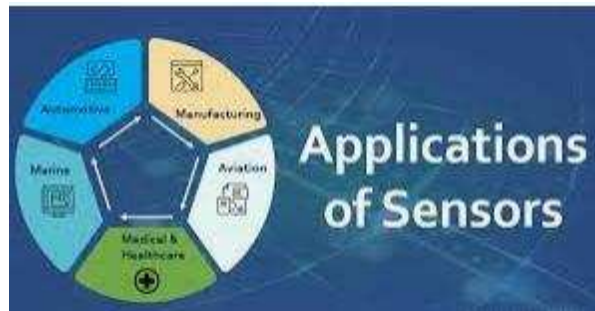 Automotive
Manufacturing
Marine
Aviation
Medical &
Healthcare
Applications
of Sensors